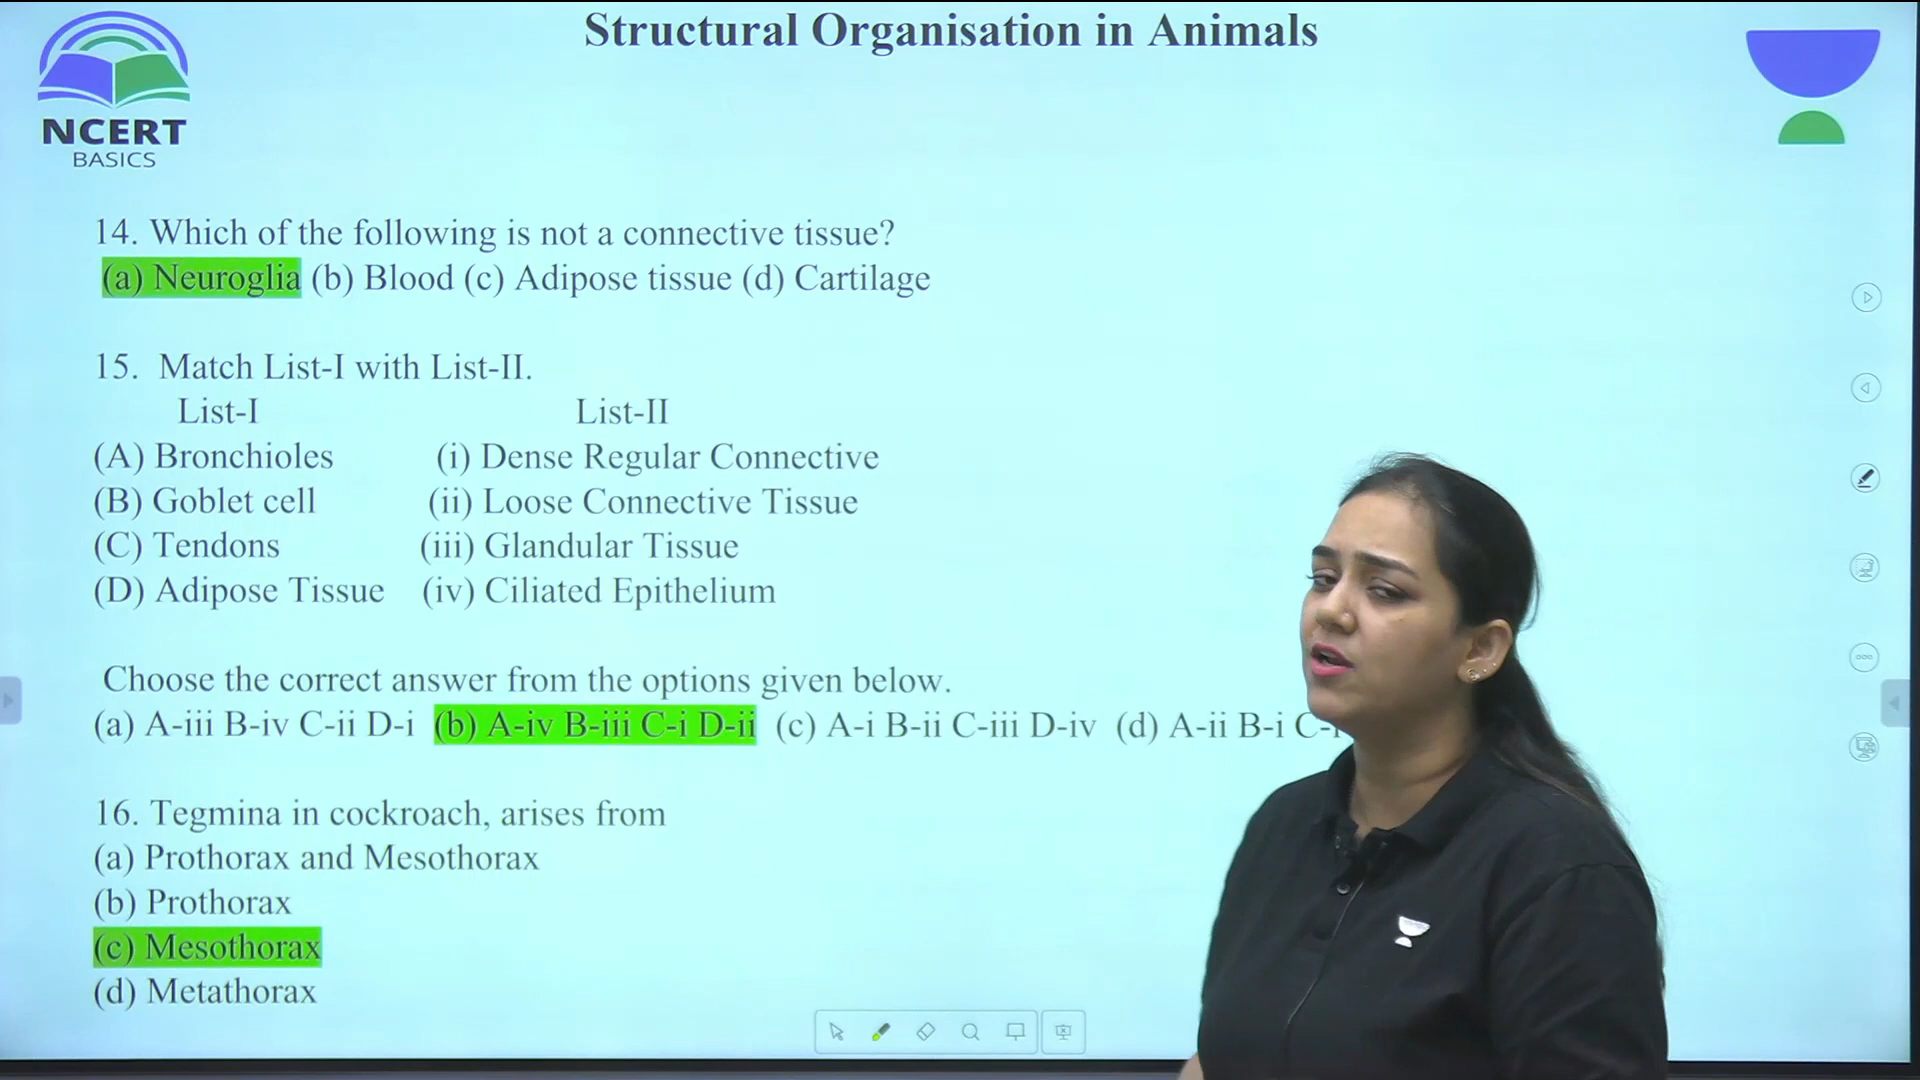 Structural Organisation in Animals
NCERT
BASICS
14. Which of the following is not a connective tissue?
(a) Neuroglia (b) Blood (c) Adipose tissue (d) Cartilage
15. Match List-I with List-II.
List-I List-II
(A) Bronchioles (i) Dense Regular Connective
(B) Goblet cell (ii) Loose Connective Tissue
(C) Tendons (iii) Glandular Tissue
(D) Adipose Tissue (iv) Ciliated Epithelium
Choose the correct answer from the options given below.
(a) A-iii B-iv C-ii D-i (b) A-iv B-iii C-i D-ii (c) A-i B-ii C-iii D-iv (d) A-ii B-i
16. Tegmina in cockroach, arises from
(a) Prothorax and Mesothorax
(b) Prothorax
(c) Mesothorax
(d) Metathorax